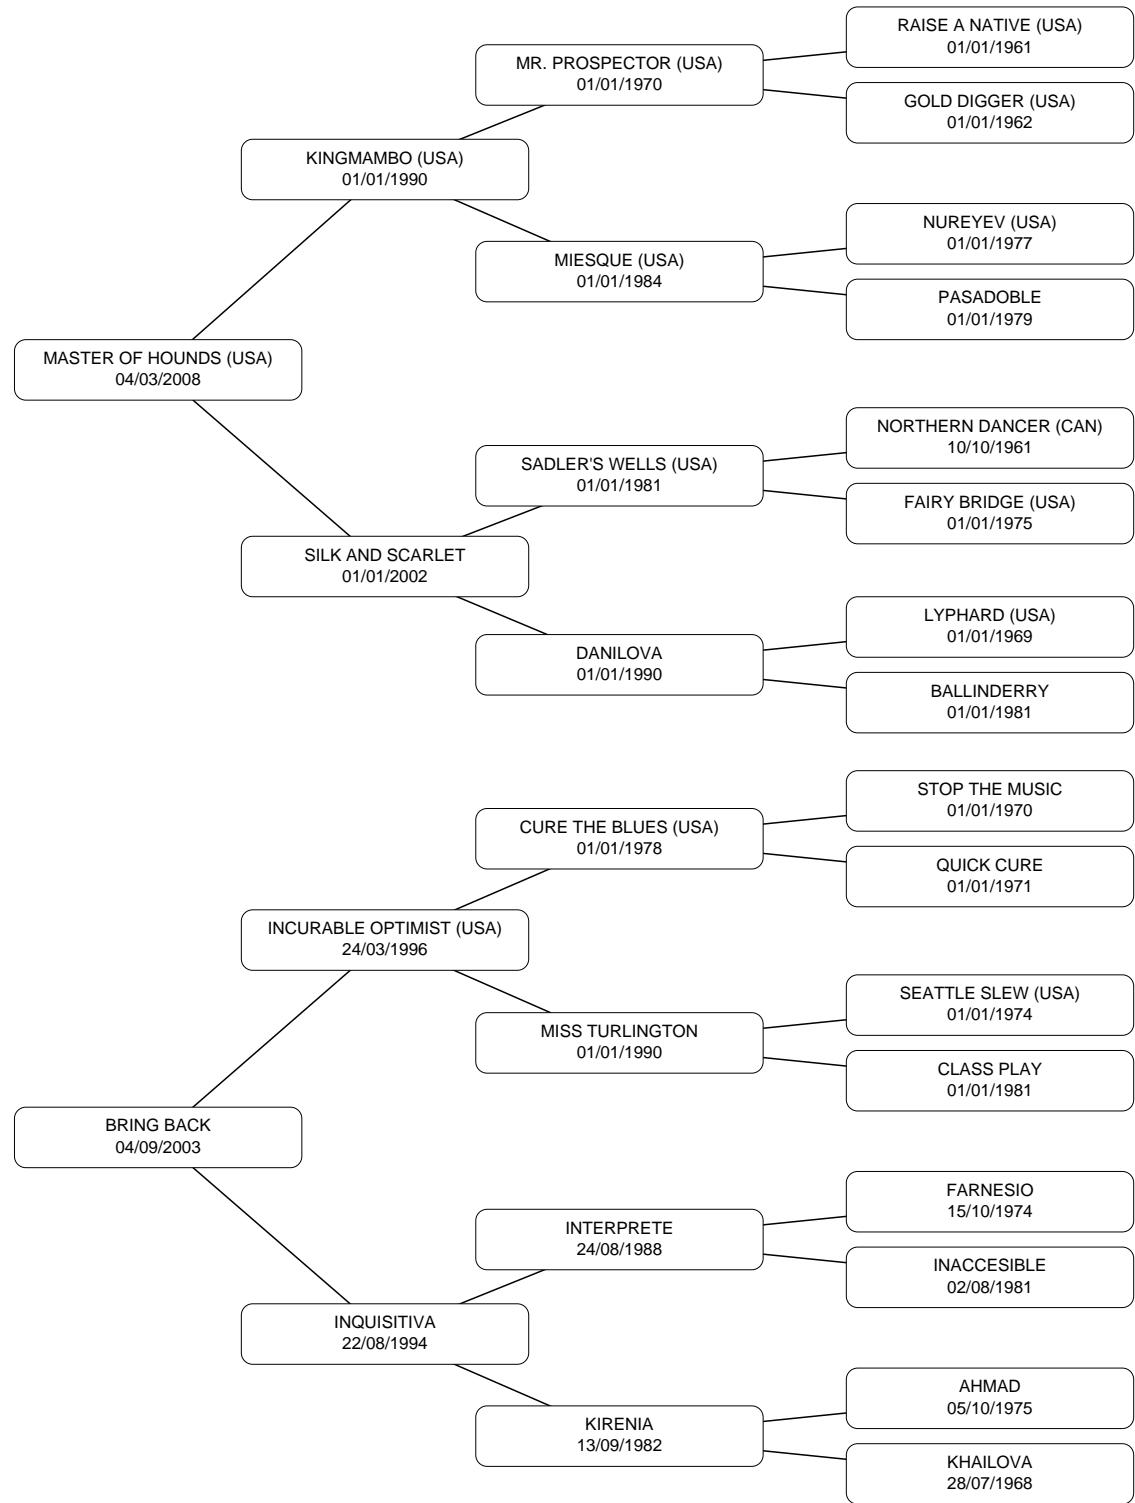 RAISE A NATIVE (USA)
01/01/1961
MR. PROSPECTOR (USA)
01/01/1970
GOLD DIGGER (USA)
01/01/1962
KINGMAMBO (USA)
01/01/1990
NUREYEV (USA)
01/01/1977
MIESQUE (USA)
01/01/1984
PASADOBLE
01/01/1979
MASTER OF HOUNDS (USA)
04/03/2008
NORTHERN DANCER (CAN)
10/10/1961
SADLER'S WELLS (USA)
01/01/1981
FAIRY BRIDGE (USA)
01/01/1975
SILK AND SCARLET
01/01/2002
LYPHARD (USA)
01/01/1969
DANILOVA
01/01/1990
BALLINDERRY
01/01/1981
STOP THE MUSIC
01/01/1970
CURE THE BLUES (USA)
01/01/1978
QUICK CURE
01/01/1971
INCURABLE OPTIMIST (USA)
24/03/1996
SEATTLE SLEW (USA)
01/01/1974
MISS TURLINGTON
01/01/1990
CLASS PLAY
01/01/1981
BRING BACK
04/09/2003
FARNESIO
15/10/1974
INTERPRETE
24/08/1988
INACCESIBLE
02/08/1981
INQUISITIVA
22/08/1994
AHMAD
05/10/1975
KIRENIA
13/09/1982
KHAILOVA
28/07/1968